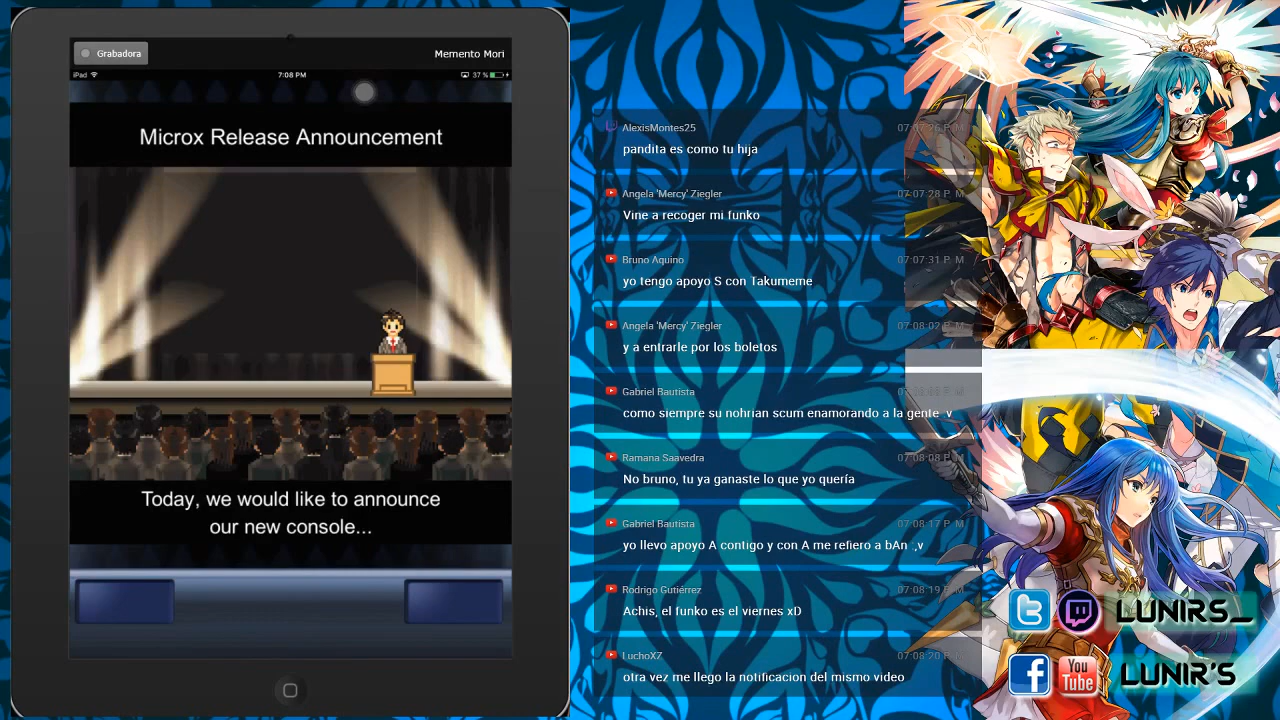 Grabadora
Memento Mori
iPad
7:08 PM
37 %
Microx Release Announcement
Today, we would like to announce
our new console...
AlexisMontes25
07:07:26 P. M
pandita es como tu hija
Angela 'Mercy' Ziegler
07:07:28 P. M
Vine a recoger mi funko
Bruno Aquino
07:07:31 P. M
yo tengo apoyo S con Takumeme
Angela 'Mercy' Ziegler
07:08:02 P. M
y a entrarle por los boletos
Gabriel Bautista
como siempre su nohrian scum enamorando a la gente :v
Ramana Saavedra
07:08:08 P. M
No bruno, tu ya ganaste lo que yo quería
Gabriel Bautista
07:08:17 P. M
yo llevo apoyo A contigo y con A me refiero a bAn :,v
Rodrigo Gutiérrez
07:08:19 P. M
Achis, el funko es el viernes xD
LuchoXZ
07:08:20 P. M
otra vez me llego la notificacion del mismo video
LUNIRS_
You
Tube
LUNIR'S